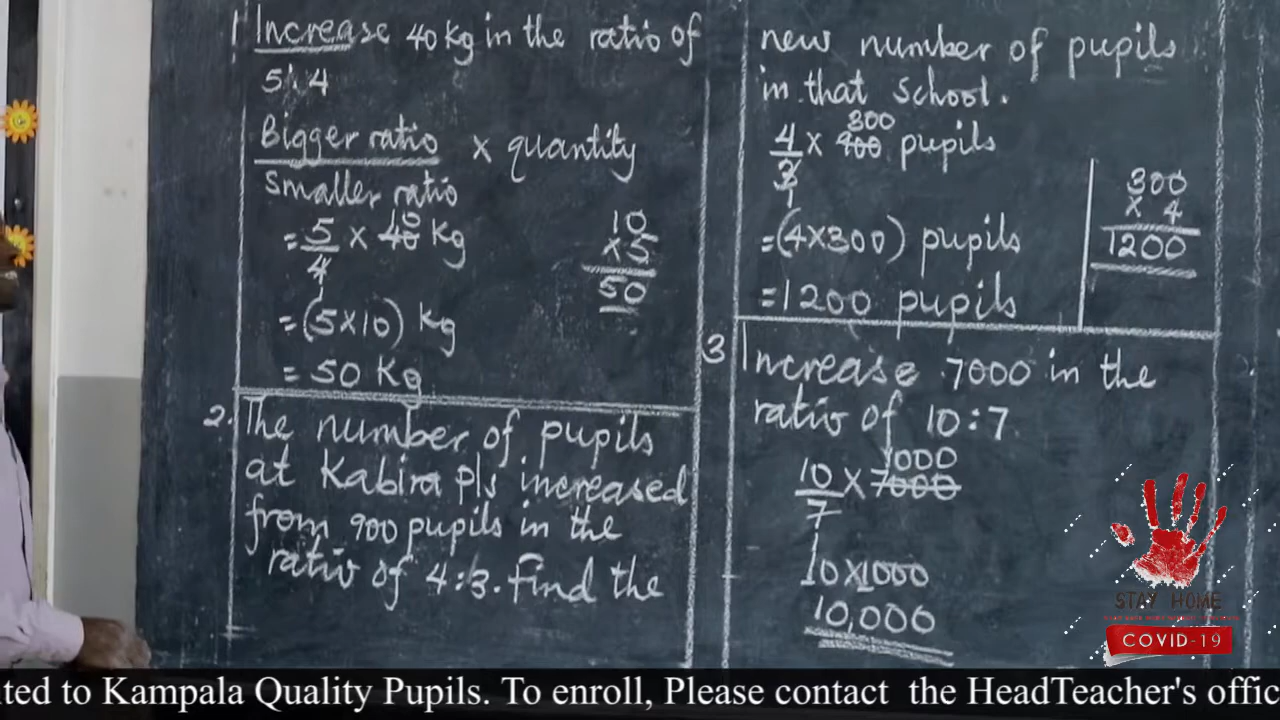 1 Increase 40 Kg in the ratio of
5:4
Bigger ratio x quantity
Smaller ratio
10
= 5/4 x 40 Kg
1
= (5x10) Kg
= 50 Kg
10
x 5
50
2. The number of pupils
at Kabira p/s increased
from 900 pupils in the
ratio of 4:3. Find the
new number of pupils
in that School.
300
4/3 x 900 pupils
1
= (4x300) pupils
= 1200 pupils
300
x 4
1200
3 Increase 7000 in the
ratio of 10:7
1000
10/7 x 7000
1
10x1000
10,000
STAY HOME
COVID-19
ted to Kampala Quality Pupils. To enroll, Please contact the HeadTeacher's offic